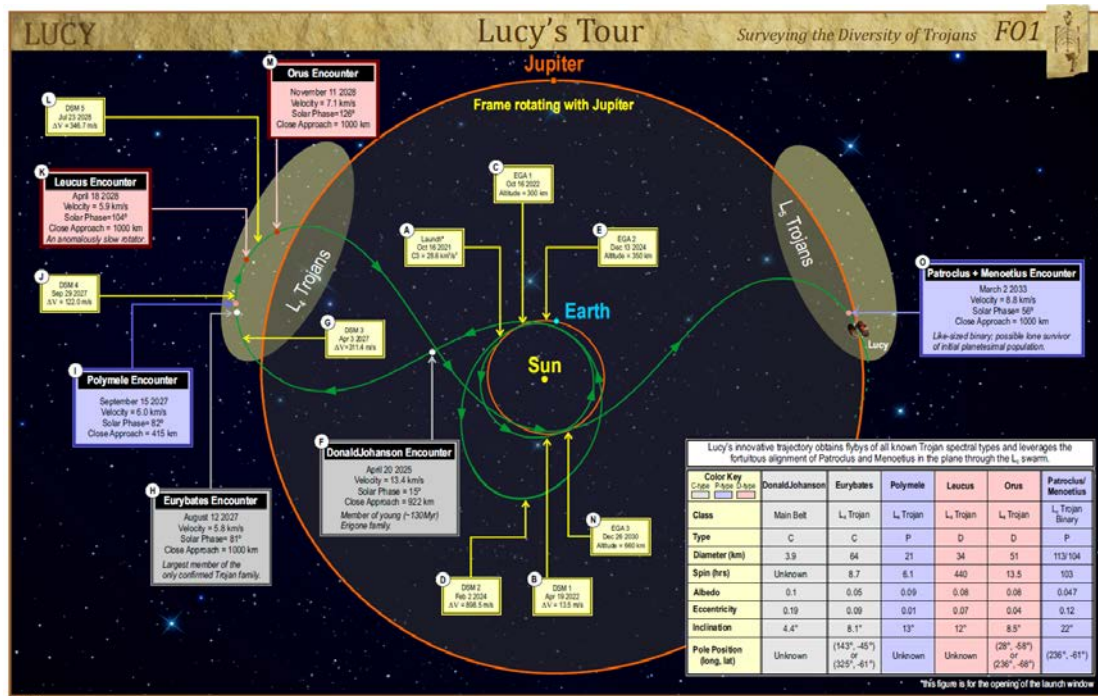 LUCY
Lucy's Tour
Surveying the Diversity of Trojans
FO1
Jupiter
Frame rotating with Jupiter
M
Orus Encounter
November 11 2028
Velocity = 7.1 km/s
Solar Phase=126°
Close Approach = 1000 km
L
DSM 5
Jul 23 2028
ΔV = 346.7 m/s
K
Leucus Encounter
April 18 2028
Velocity = 5.9 km/s
Solar Phase=104°
Close Approach = 1000 km
An anomalously slow rotator.
J
DSM 4
Sep 29 2027
ΔV = 122.0 m/s
L4 Trojans
C
EGA 1
Oct 16 2022
Altitude = 300 km
A
Launch*
Oct 16 2021
C3 = 28.8 km²/s²
E
EGA 2
Dec 13 2024
Altitude = 350 km
L5 Trojans
O
Patroclus + Menoetius Encounter
March 2 2033
Velocity = 8.8 km/s
Solar Phase= 56°
Close Approach = 1000 km
Like-sized binary; possible lone survivor
of initial planetesimal population.
Lucy
Earth
Sun
G
DSM 3
Apr 3 2027
ΔV=311.4 m/s
I
Polymele Encounter
September 15 2027
Velocity = 6.0 km/s
Solar Phase= 82°
Close Approach = 415 km
F
DonaldJohanson Encounter
April 20 2025
Velocity = 13.4 km/s
Solar Phase = 15°
Close Approach = 922 km
Member of young (~130Myr)
Erigone family.
H
Eurybates Encounter
August 12 2027
Velocity = 5.8 km/s
Solar Phase= 81°
Close Approach = 1000 km
Largest member of the
only confirmed Trojan family.
D
DSM 2
Feb 2 2024
ΔV = 898.5 m/s
B
DSM 1
Apr 19 2022
ΔV = 13.5 m/s
N
EGA 3
Dec 26 2030
Altitude = 660 km
Lucy's innovative trajectory obtains flybys of all known Trojan spectral types and leverages the
fortuitous alignment of Patroclus and Menoetius in the plane through the L5 swarm.
Color Key
C-type P-type D-type
DonaldJohanson Eurybates Polymele Leucus Orus Patroclus/ Menoetius
Class Main Belt L4 Trojan L4 Trojan L4 Trojan L4 Trojan L5 Trojan Binary
Type C C P D D P
Diameter (km) 3.9 64 21 34 51 113/104
Spin (hrs) Unknown 8.7 6.1 440 13.5 103
Albedo 0.1 0.05 0.09 0.08 0.08 0.047
Eccentricity 0.19 0.09 0.01 0.07 0.04 0.12
Inclination 4.4° 8.1° 13° 12° 8.5° 22°
Pole Position (long, lat) Unknown (143°, -45°) or (325°, -61°) Unknown Unknown (28°, -58°) or (236°, -68°) (236°, -61°)
*this figure is for the opening of the launch window